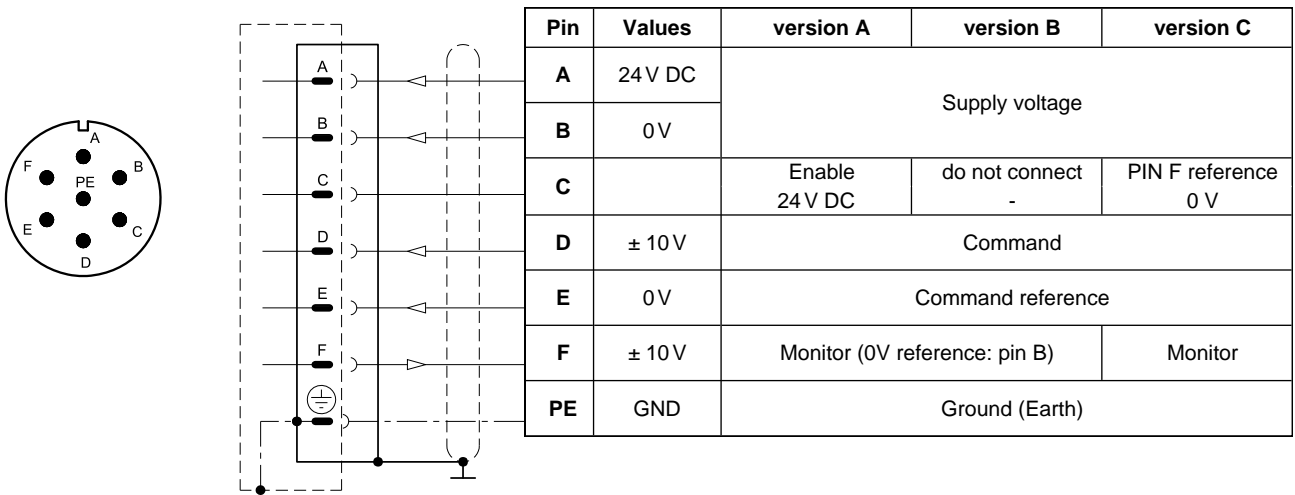 A
F
B
PE
E
C
D
A
B
C
D
E
F
Pin Values version A version B version C
A 24 V DC Supply voltage
B 0 V
C Enable do not connect PIN F reference
24 V DC - 0 V
D ± 10 V Command
E 0 V Command reference
F ± 10 V Monitor (0V reference: pin B) Monitor
PE GND Ground (Earth)